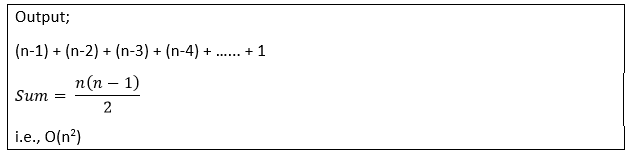 Output;
(n-1) + (n-2) + (n-3) + (n-4) + ...... + 1
Sum = n(n − 1) / 2
i.e., O(n²)